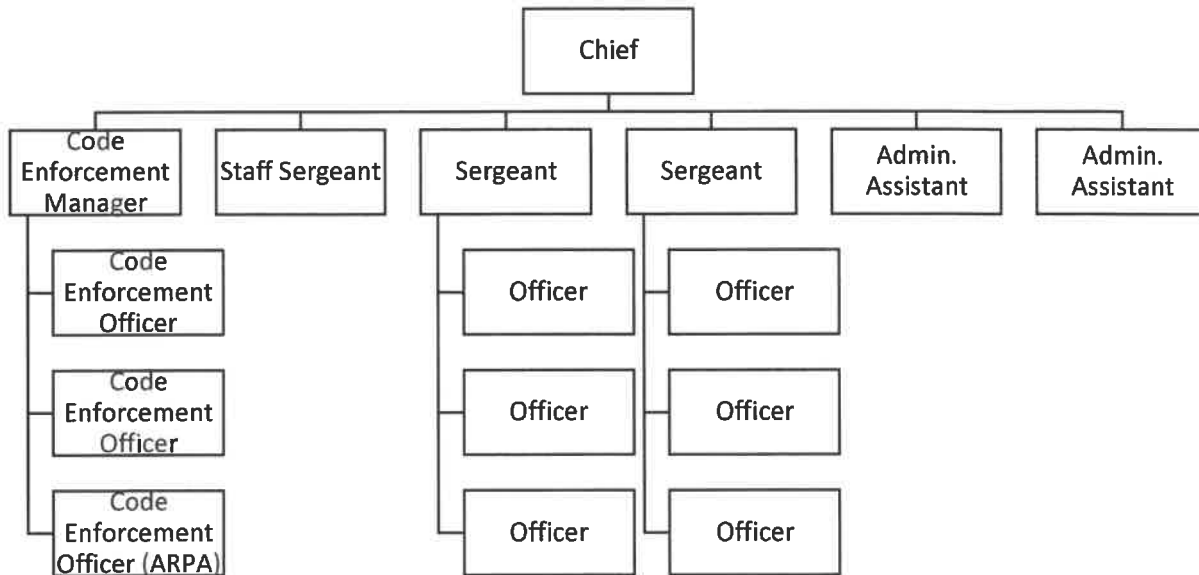 Chief
Code
Enforcement
Manager
Staff Sergeant
Sergeant
Sergeant
Admin.
Assistant
Admin.
Assistant
Code
Enforcement
Officer
Officer
Officer
Code
Enforcement
Officer
Officer
Officer
Code
Enforcement
Officer (ARPA)
Officer
Officer